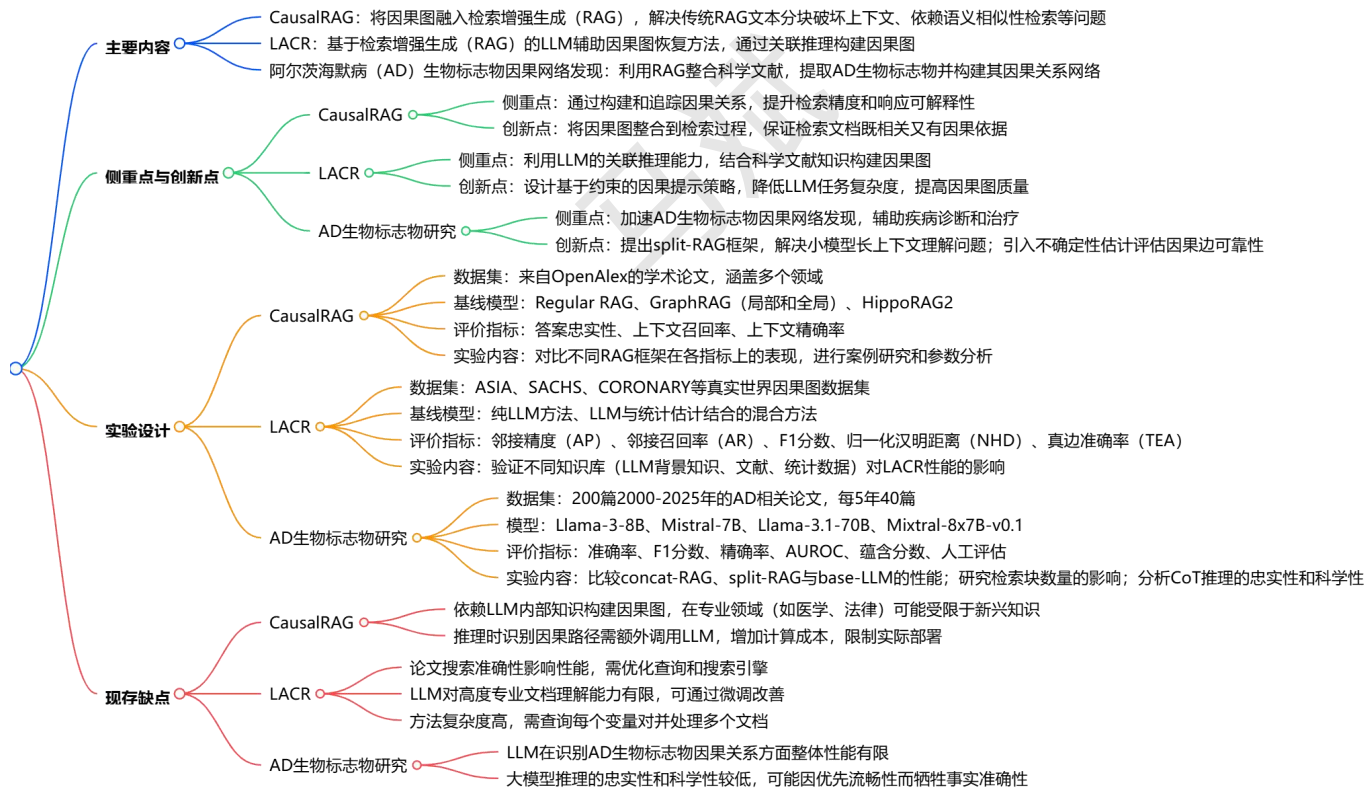 主要内容
CausalRAG：将因果图融入检索增强生成（RAG），解决传统RAG文本分块破坏上下文、依赖语义相似性检索等问题
LACR：基于检索增强生成（RAG）的LLM辅助因果图恢复方法，通过关联推理构建因果图
阿尔茨海默病（AD）生物标志物因果网络发现：利用RAG整合科学文献，提取AD生物标志物并构建其因果关系网络
侧重点与创新点
CausalRAG
侧重点：通过构建和追踪因果关系，提升检索精度和响应可解释性
创新点：将因果图整合到检索过程，保证检索文档既相关又有因果依据
LACR
侧重点：利用LLM的关联推理能力，结合科学文献知识构建因果图
创新点：设计基于约束的因果提示策略，降低LLM任务复杂度，提高因果图质量
AD生物标志物研究
侧重点：加速AD生物标志物因果网络发现，辅助疾病诊断和治疗
创新点：提出split-RAG框架，解决小模型长上下文理解问题；引入不确定性估计评估因果边可靠性
实验设计
CausalRAG
数据集：来自OpenAlex的学术论文，涵盖多个领域
基线模型：Regular RAG、GraphRAG（局部和全局）、HippoRAG2
评价指标：答案忠实性、上下文召回率、上下文精确率
实验内容：对比不同RAG框架在各指标上的表现，进行案例研究和参数分析
LACR
数据集：ASIA、SACHS、CORONARY等真实世界因果图数据集
基线模型：纯LLM方法、LLM与统计估计结合的混合方法
评价指标：邻接精度（AP）、邻接召回率（AR）、F1分数、归一化汉明距离（NHD）、真边准确率（TEA）
实验内容：验证不同知识库（LLM背景知识、文献、统计数据）对LACR性能的影响
AD生物标志物研究
数据集：200篇2000-2025年的AD相关论文，每5年40篇
模型：Llama-3-8B、Mistral-7B、Llama-3.1-70B、Mixtral-8x7B-v0.1
评价指标：准确率、F1分数、精确率、AUROC、蕴含分数、人工评估
实验内容：比较concat-RAG、split-RAG与base-LLM的性能；研究检索块数量的影响；分析CoT推理的忠实性和科学性
现存缺点
CausalRAG
依赖LLM内部知识构建因果图，在专业领域（如医学、法律）可能受限于新兴知识
推理时识别因果路径需额外调用LLM，增加计算成本，限制实际部署
LACR
论文搜索准确性影响性能，需优化查询和搜索引擎
LLM对高度专业文档理解能力有限，可通过微调改善
方法复杂度高，需查询每个变量对并处理多个文档
AD生物标志物研究
LLM在识别AD生物标志物因果关系方面整体性能有限
大模型推理的忠实性和科学性较低，可能因优先流畅性而牺牲事实准确性
马斌